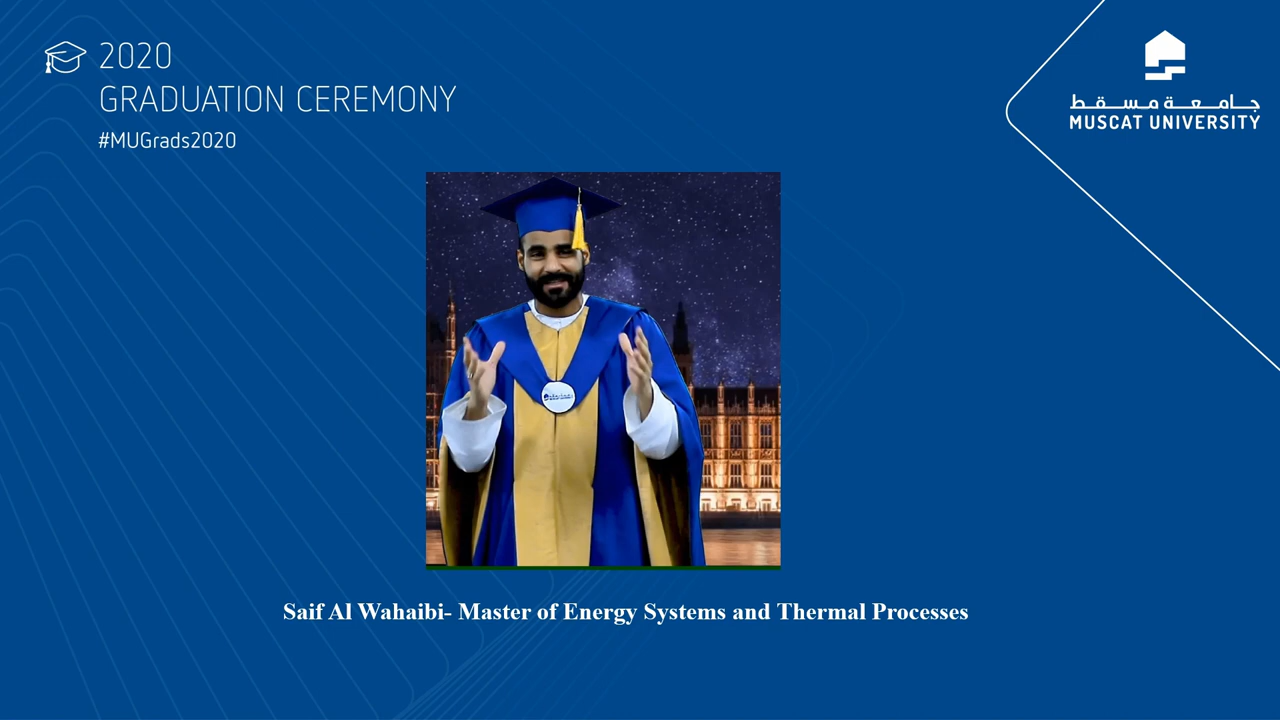 2020
GRADUATION CEREMONY
#MUGrads2020
جامعة مسقط
MUSCAT UNIVERSITY
Saif Al Wahaibi- Master of Energy Systems and Thermal Processes